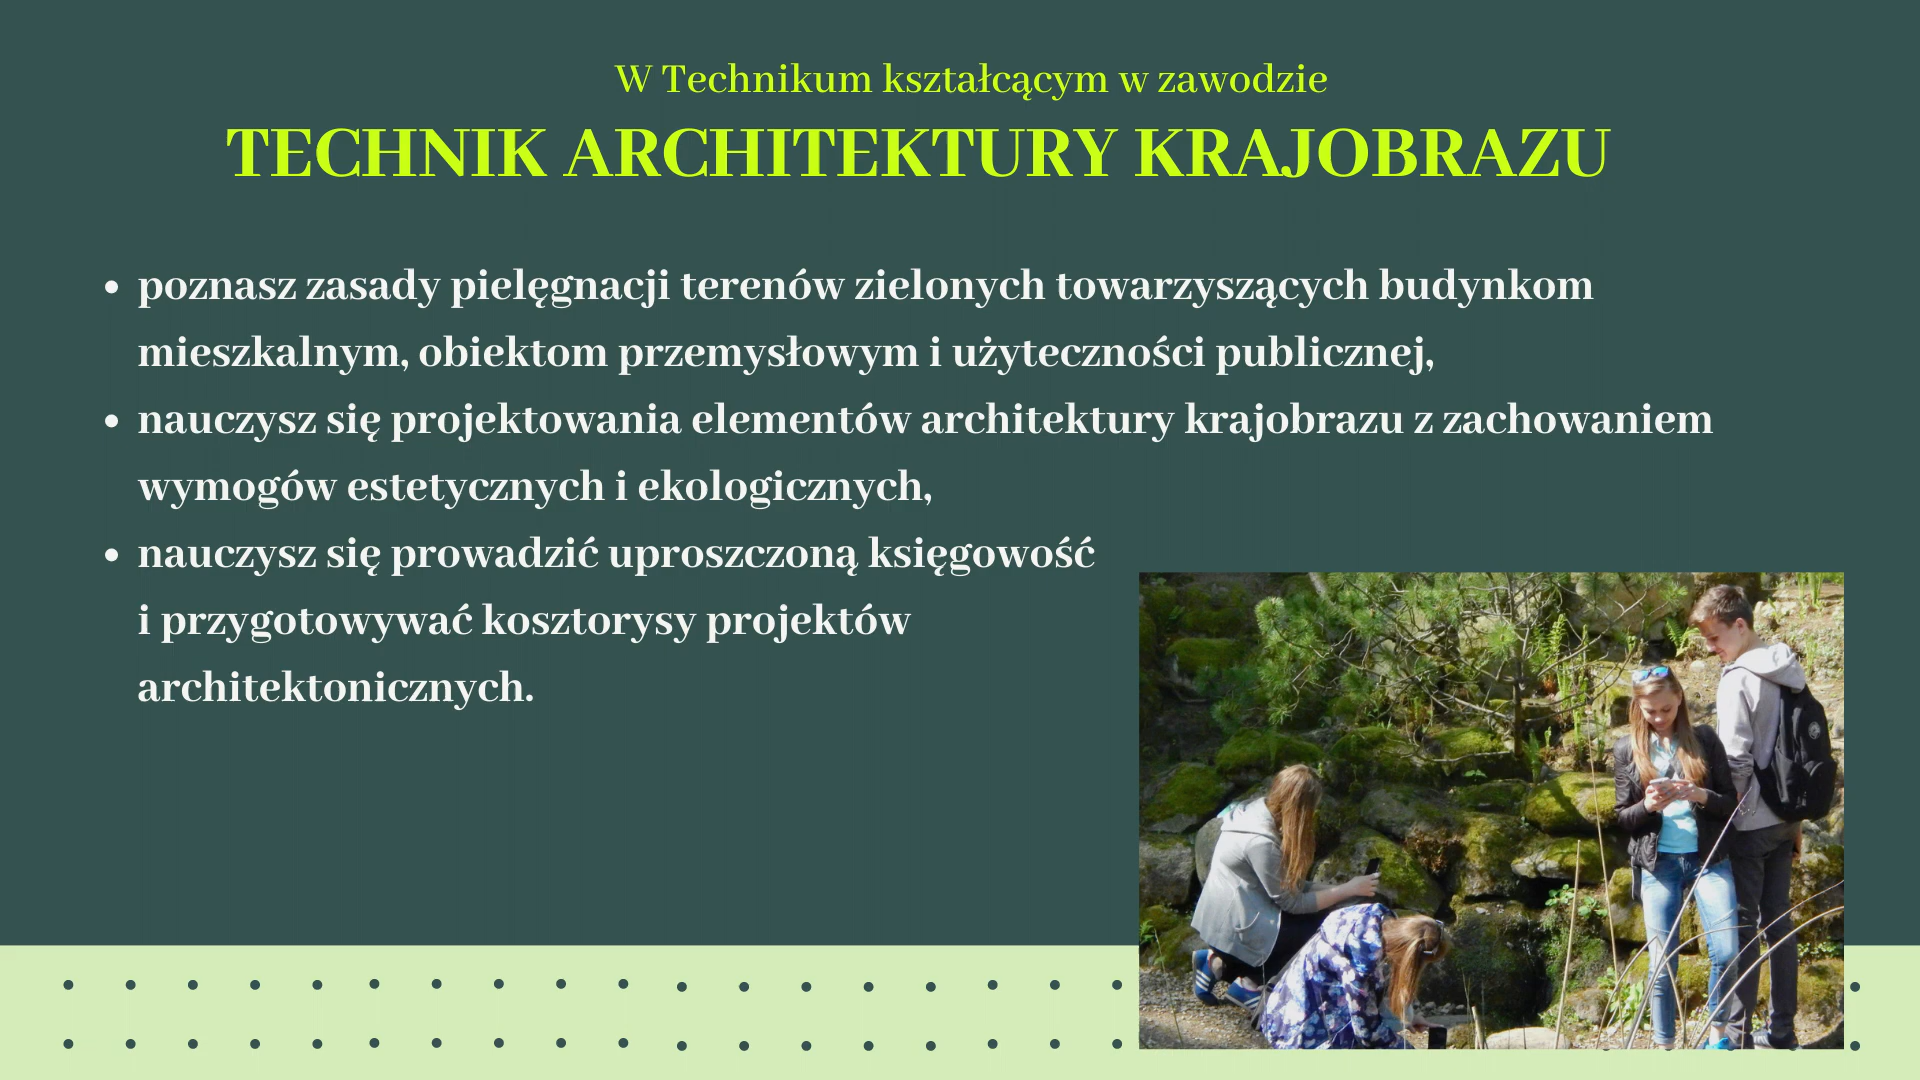 W Technikum kształcącym w zawodzie
TECHNIK ARCHITEKTURY KRAJOBRAZU
• poznasz zasady pielęgnacji terenów zielonych towarzyszących budynkom
mieszkalnym, obiektom przemysłowym i użyteczności publicznej,
• nauczysz się projektowania elementów architektury krajobrazu z zachowaniem
wymogów estetycznych i ekologicznych,
• nauczysz się prowadzić uproszczoną księgowość
i przygotowywać kosztorysy projektów
architektonicznych.